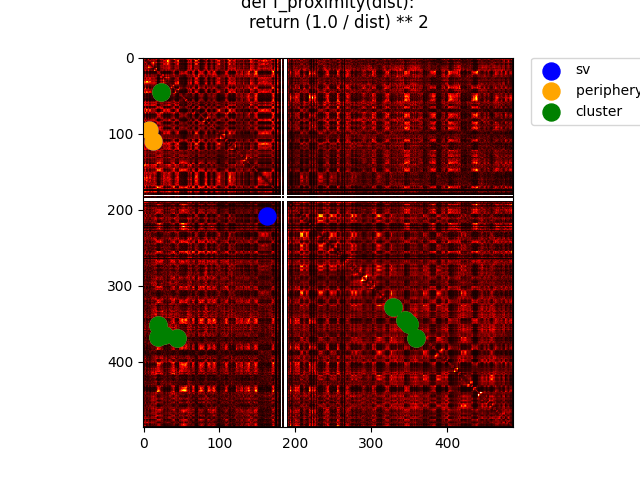 def f_proximity(dist):
return (1.0 / dist) ** 2
sv
periphery
cluster
0
100
200
300
400
0
100
200
300
400